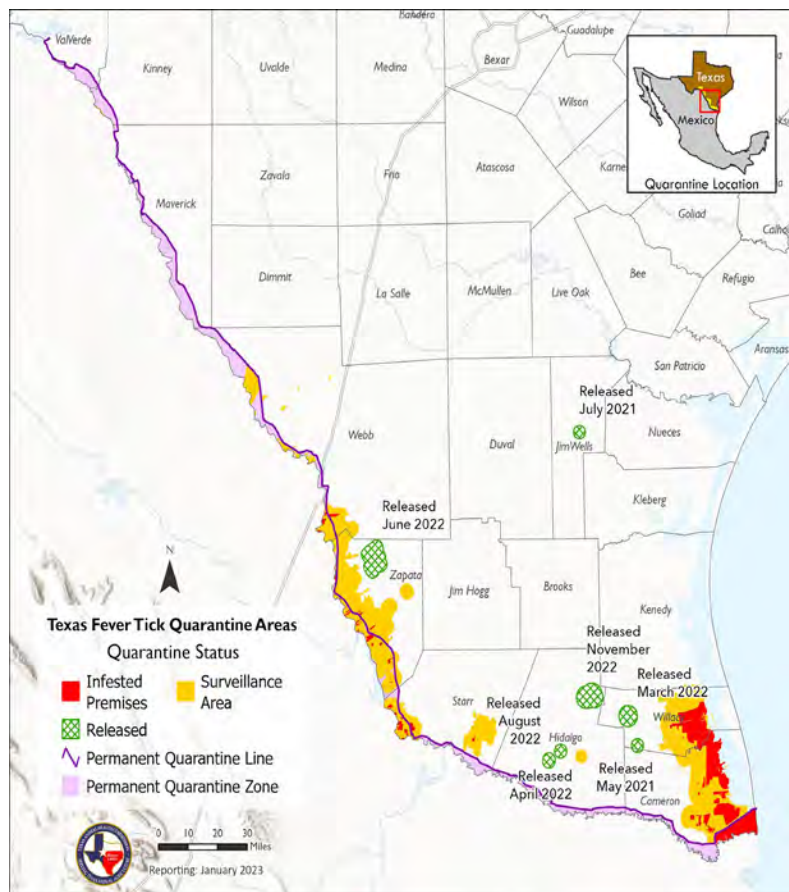 Bandera
Guadalupe
ValVerde
Kinney
Uvalde
Medina
Bexar
Wilson
Texas
Mexico
Quarantine Location
Maverick
Zavala
Frio
Atascosa
Karne
Goliad
Calho
Dimmit
La Salle
McMullen
Live Oak
Bee
Refugio
San Patricio
Aransas
Released
July 2021
Webb
Duval
JimWells
Nueces
Kleberg
Released
June 2022
N
Zapata
Jim Hogg
Brooks
Kenedy
Texas Fever Tick Quarantine Areas
Quarantine Status
Infested
Premises
Surveillance
Area
Released
Permanent Quarantine Line
Permanent Quarantine Zone
Released
November
2022
Released
March 2022
Starr
Released
August
2022
Willacy
Hidalgo
Released
April 2022
Released
May 2021
Cameron
0 10 20 30
Miles
Reporting: January 2023